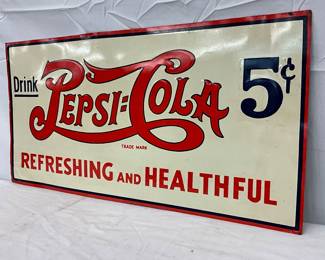 Drink PEPSI=COLA 5¢
TRADE MARK
REFRESHING AND HEALTHFUL